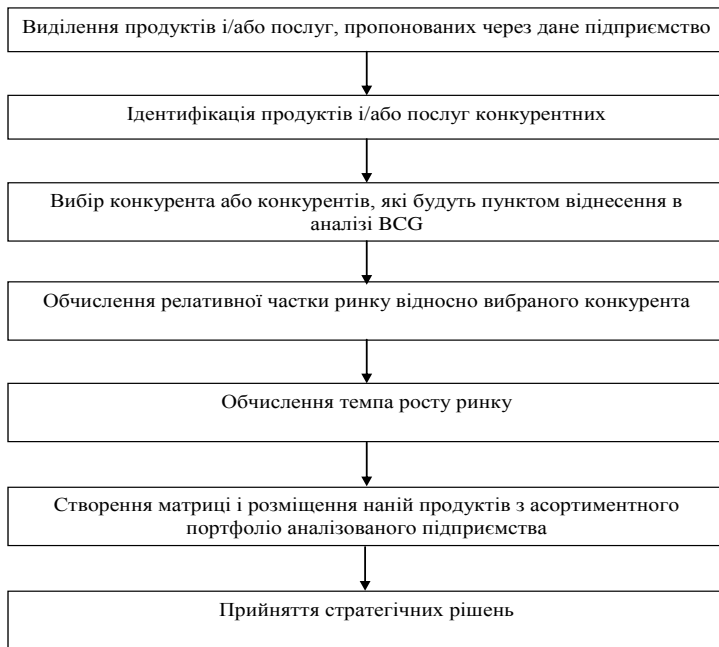 Виділення продуктів і/або послуг, пропонованих через дане підприємство
Ідентифікація продуктів і/або послуг конкурентних
Вибір конкурента або конкурентів, які будуть пунктом віднесення в
аналізі BCG
Обчислення релативної частки ринку відносно вибраного конкурента
Обчислення темпа росту ринку
Створення матриці і розміщення наній продуктів з асортиментного
портфоліо аналізованого підприємства
Прийняття стратегічних рішень